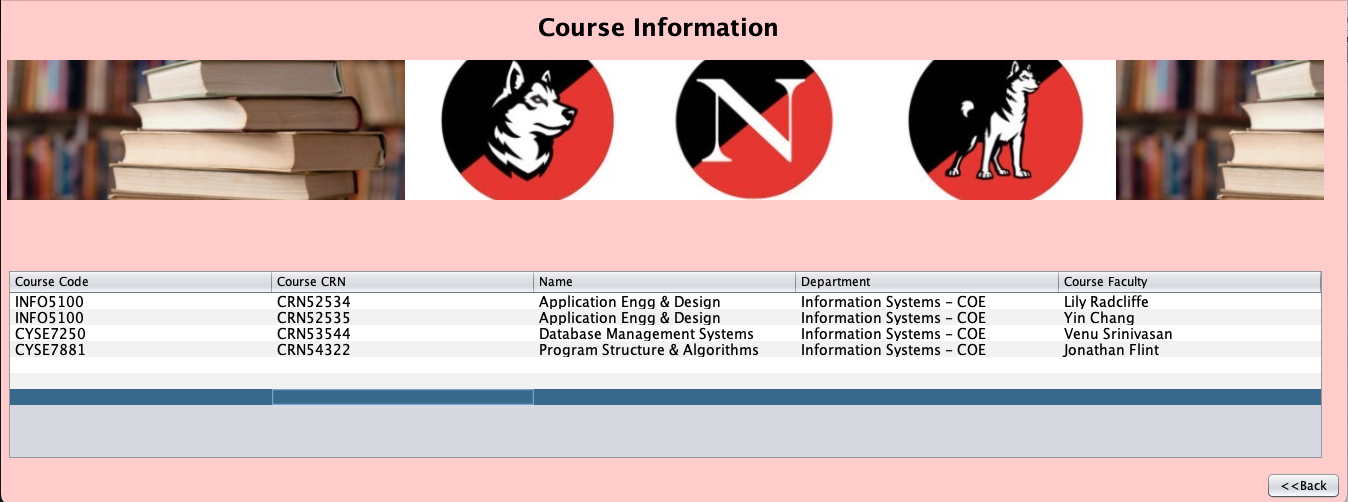 Course Information
N
Course Code Course CRN Name Department Course Faculty
INFO5100 CRN52534 Application Engg & Design Information Systems - COE Lily Radcliffe
INFO5100 CRN52535 Application Engg & Design Information Systems - COE Yin Chang
CYSE7250 CRN53544 Database Management Systems Information Systems - COE Venu Srinivasan
CYSE7881 CRN54322 Program Structure & Algorithms Information Systems - COE Jonathan Flint
<<Back